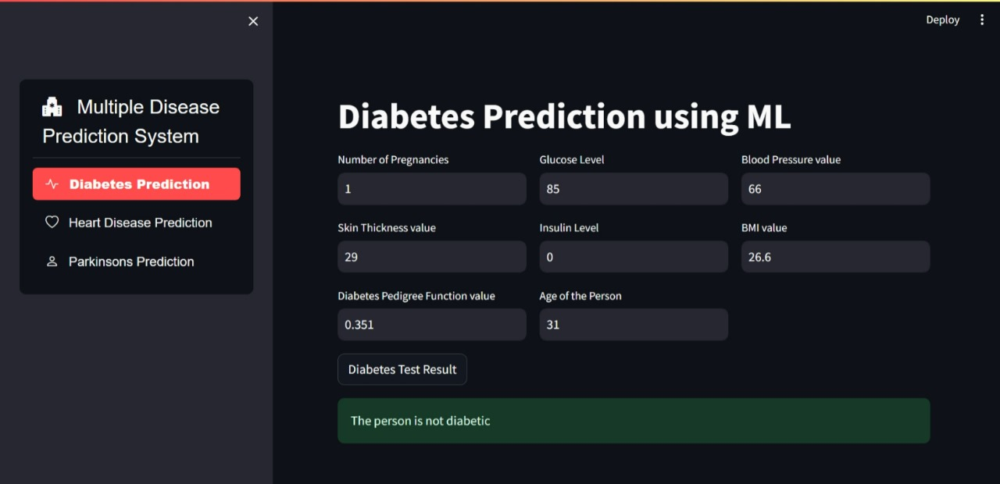 Deploy
Multiple Disease
Prediction System
Diabetes Prediction
Heart Disease Prediction
Parkinsons Prediction
Diabetes Prediction using ML
Number of Pregnancies Glucose Level Blood Pressure value
1 85 66
Skin Thickness value Insulin Level BMI value
29 0 26.6
Diabetes Pedigree Function value Age of the Person
0.351 31
Diabetes Test Result
The person is not diabetic